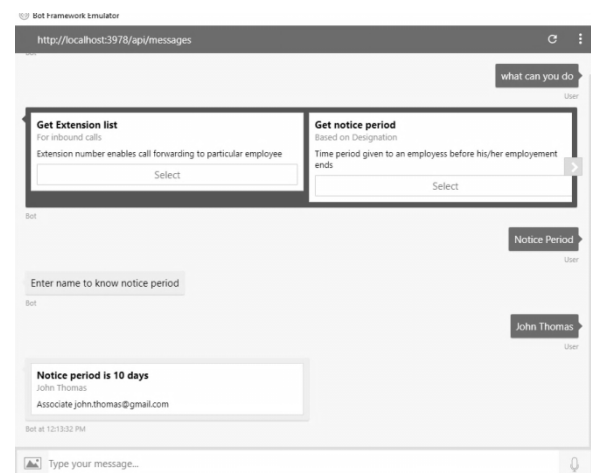 Bot Framework Emulator
http://localhost:3978/api/messages
what can you do
User
Get Extension list
For inbound calls
Extension number enables call forwarding to particular employee
Select
Get notice period
Based on Designation
Time period given to an employess before his/her employement
ends
Select
Bot
Notice Period
User
Enter name to know notice period
Bot
John Thomas
User
Notice period is 10 days
John Thomas
Associate john.thomas@gmail.com
Bot at 12:13:32 PM
Type your message...